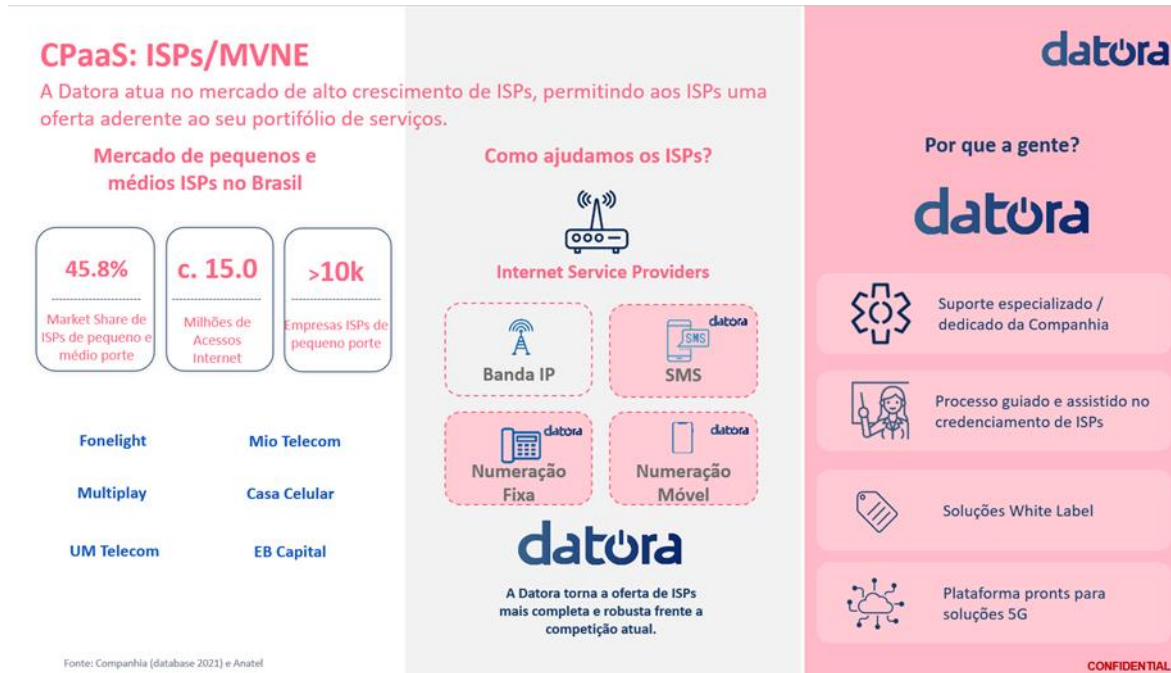 CPaaS: ISPs/MVNE
datora
A Datora atua no mercado de alto crescimento de ISPs, permitindo aos ISPs uma
oferta aderente ao seu portifólio de serviços.
Mercado de pequenos e
médios ISPs no Brasil
45.8%
Market Share de
ISPs de pequeno e
médio porte
c. 15.0
Milhões de
Acessos
Internet
>10k
Empresas ISPs de
pequeno porte
Fonelight
Mio Telecom
Multiplay
Casa Celular
UM Telecom
EB Capital
Fonte: Companhia (database 2021) e Anatel
Como ajudamos os ISPs?
Internet Service Providers
Banda IP
datora
SMS
SMS
datora
Numeração
Fixa
datora
Numeração
Móvel
datora
A Datora torna a oferta de ISPs
mais completa e robusta frente a
competição atual.
Por que a gente?
datora
Suporte especializado /
dedicado da Companhia
Processo guiado e assistido no
credenciamento de ISPs
Soluções White Label
Plataforma pronts para
soluções 5G
CONFIDENTIAL